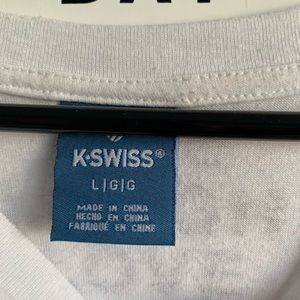 K·SWISS®
L|G|G
MADE IN CHINA
HECHO EN CHINA
FABRIQUÉ EN CHINE